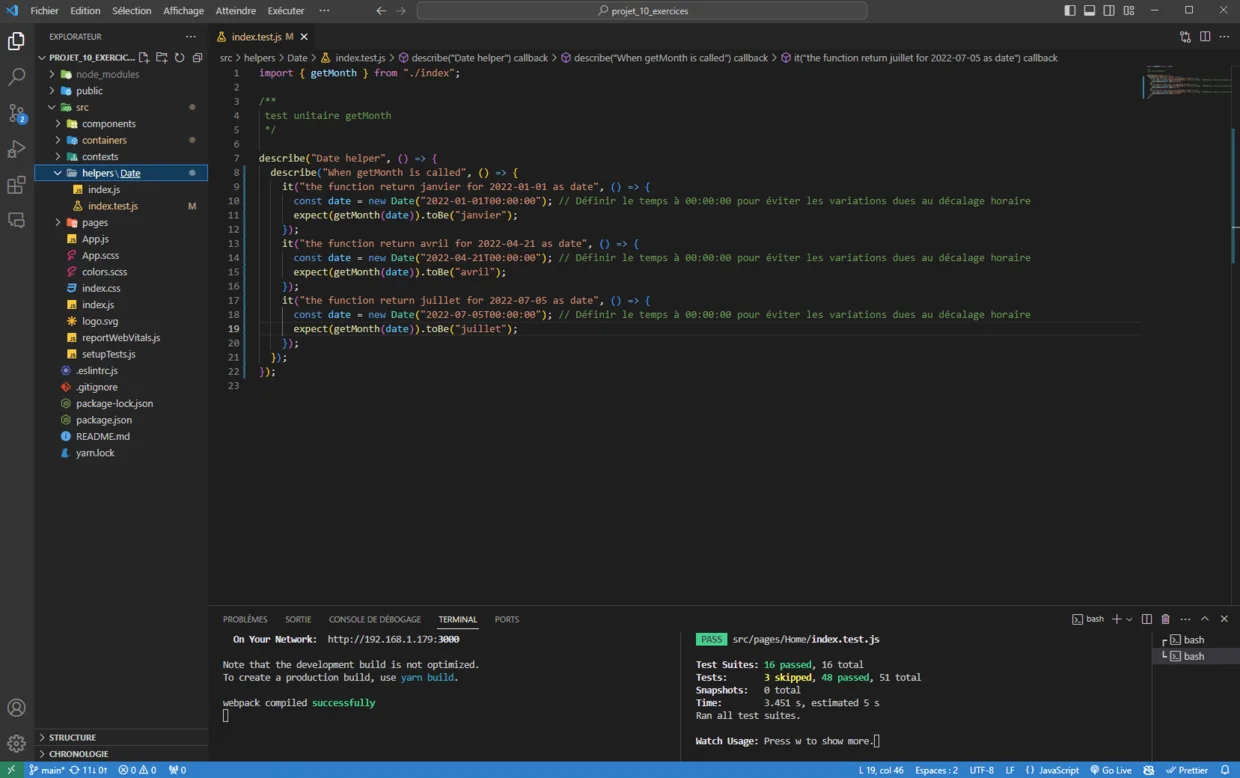 Fichier Edition Sélection Affichage Atteindre Exécuter ··· projet_10_exercices
EXPLORATEUR ···
PROJET_10_EXERCIC...
node_modules
public
src
components
containers
contexts
helpers\Date
index.js
index.test.js M
pages
App.js
App.scss
colors.scss
index.css
index.js
logo.svg
reportWebVitals.js
setupTests.js
.eslintrc.js
.gitignore
package-lock.json
package.json
README.md
yarn.lock
STRUCTURE
CHRONOLOGIE
2
index.test.js M
src > helpers > Date > index.test.js > describe("Date helper") callback > describe("When getMonth is called") callback > it("the function return juillet for 2022-07-05 as date") callback
1 import { getMonth } from "./index";
2
3 /**
4 test unitaire getMonth
5 */
6
7 describe("Date helper", () => {
8 describe("When getMonth is called", () => {
9 it("the function return janvier for 2022-01-01 as date", () => {
10 const date = new Date("2022-01-01T00:00:00"); // Définir le temps à 00:00:00 pour éviter les variations dues au décalage horaire
11 expect(getMonth(date)).toBe("janvier");
12 });
13 it("the function return avril for 2022-04-21 as date", () => {
14 const date = new Date("2022-04-21T00:00:00"); // Définir le temps à 00:00:00 pour éviter les variations dues au décalage horaire
15 expect(getMonth(date)).toBe("avril");
16 });
17 it("the function return juillet for 2022-07-05 as date", () => {
18 const date = new Date("2022-07-05T00:00:00"); // Définir le temps à 00:00:00 pour éviter les variations dues au décalage horaire
19 expect(getMonth(date)).toBe("juillet");
20 });
21 });
22 });
23
PROBLÈMES SORTIE CONSOLE DE DÉBOGAGE TERMINAL PORTS bash
On Your Network: http://192.168.1.179:3000
Note that the development build is not optimized.
To create a production build, use yarn build.
webpack compiled successfully
PASS src/pages/Home/index.test.js
Test Suites: 16 passed, 16 total
Tests: 3 skipped, 48 passed, 51 total
Snapshots: 0 total
Time: 3.451 s, estimated 5 s
Ran all test suites.
Watch Usage: Press w to show more.
bash
bash
main* 11↓ 0↑ 0 0 0 L 19, col 46 Espaces : 2 UTF-8 LF {} JavaScript Go Live Prettier